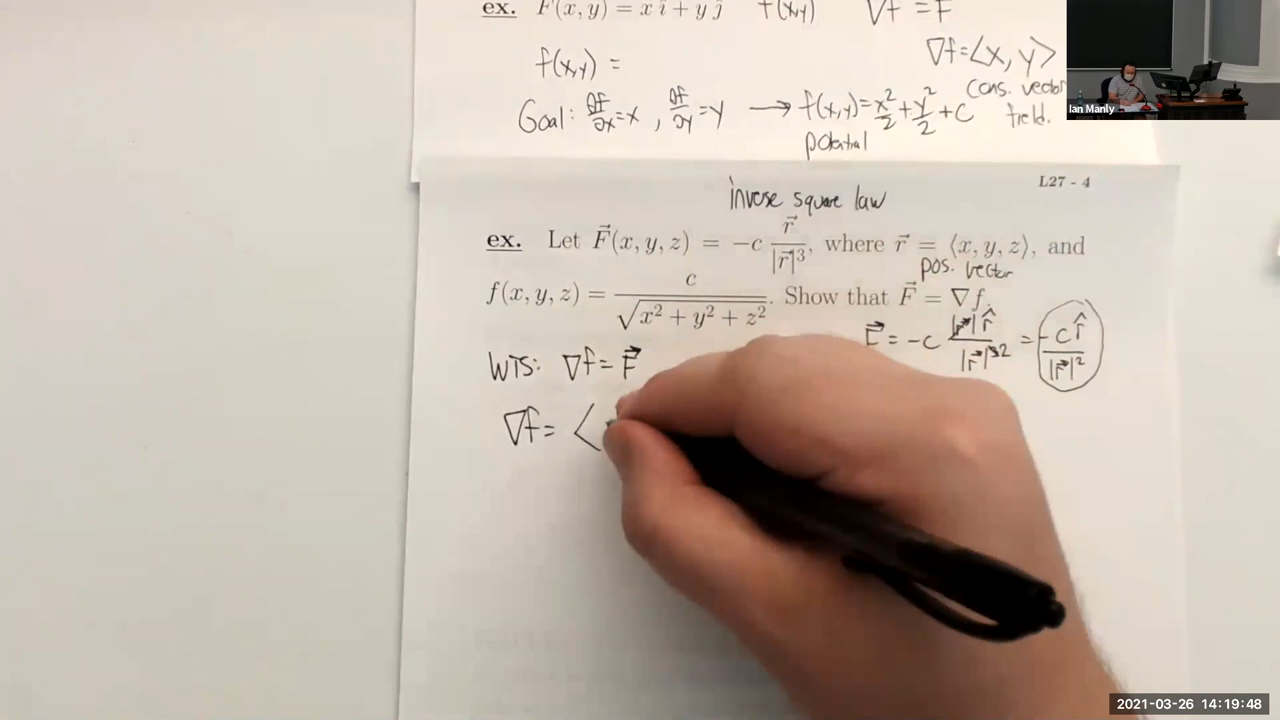 ex. F(x, y) = x î + y ĵ f(x,y) ∇f = F
∇f = ⟨x, y⟩
f(x,y) =
cons. vector
field.
Goal: ∂f/∂x = x , ∂f/∂y = y → f(x,y) = x²/2 + y²/2 + C
potential
Ian Manly
L27 - 4
inverse square law
ex. Let F⃗(x, y, z) = −c r⃗/|r⃗|³, where r⃗ = ⟨x, y, z⟩, and
pos. vector
f(x, y, z) = c/√(x² + y² + z²). Show that F⃗ = ∇f.
F⃗ = −c |r⃗| r̂/|r⃗|³² = −c r̂/|r⃗|²
WTS: ∇f = F⃗
∇f = ⟨
2021-03-26 14:19:48